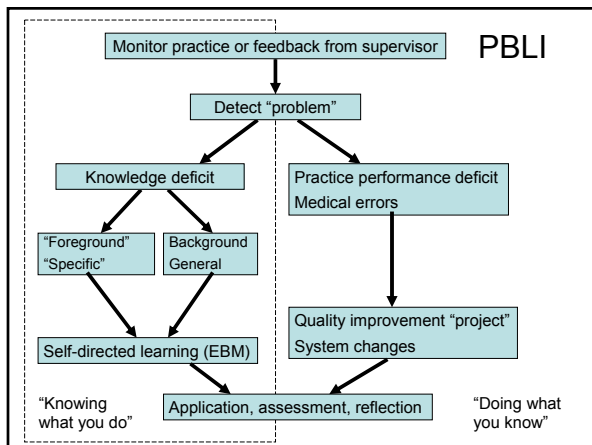 Monitor practice or feedback from supervisor
PBLI
Detect “problem”
Knowledge deficit
Practice performance deficit
Medical errors
“Foreground”
“Specific”
Background
General
Quality improvement “project”
System changes
Self-directed learning (EBM)
“Knowing
what you do”
Application, assessment, reflection
“Doing what
you know”